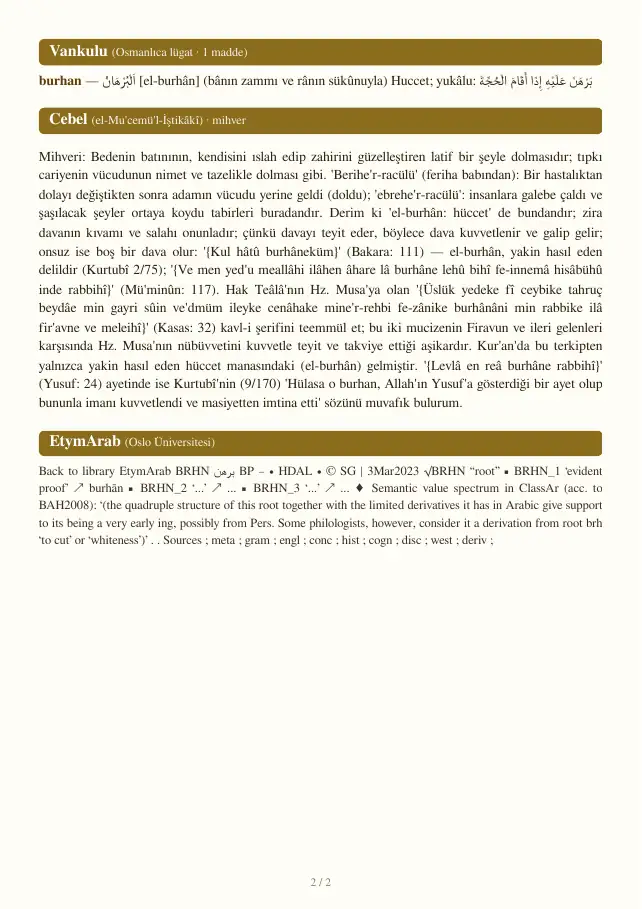 Vankulu (Osmanlıca lügat · 1 madde)
burhan — اَلْبُرْهَانُ [el-burhân] (bânın zammı ve rânın sükûnuyla) Huccet; yukâlu: بَرْهَنَ عَلَيْهِ إِذَا أَقَامَ الْحُجَّةَ
Cebel (el-Mu'cemü'l-İştikâkî) · mihver
Mihveri: Bedenin batınının, kendisini ıslah edip zahirini güzelleştiren latif bir şeyle dolmasıdır; tıpkı
cariyenin vücudunun nimet ve tazelikle dolması gibi. 'Berihe'r-racülü' (feriha babından): Bir hastalıktan
dolayı değiştikten sonra adamın vücudu yerine geldi (doldu); 'ebrehe'r-racülü': insanlara galebe çaldı ve
şaşılacak şeyler ortaya koydu tabirleri buradandır. Derim ki 'el-burhân: hüccet' de bundandır; zira
davanın kıvamı ve salahı onunladır; çünkü davayı teyit eder, böylece dava kuvvetlenir ve galip gelir;
onsuz ise boş bir dava olur: '{Kul hâtû burhâneküm}' (Bakara: 111) — el-burhân, yakin hasıl eden
delildir (Kurtubî 2/75); '{Ve men yed'u meallâhi ilâhen âhare lâ burhâne lehû bihî fe-innemâ hisâbühû
inde rabbihî}' (Mü'minûn: 117). Hak Teâlâ'nın Hz. Musa'ya olan '{Üslük yedeke fî ceybike tahruç
beydâe min gayri sûin ve'dmüm ileyke cenâhake mine'r-rehbi fe-zânike burhânâni min rabbike ilâ
fir'avne ve meleihî}' (Kasas: 32) kavl-i şerifini teemmül et; bu iki mucizenin Firavun ve ileri gelenleri
karşısında Hz. Musa'nın nübüvvetini kuvvetle teyit ve takviye ettiği aşikardır. Kur'an'da bu terkipten
yalnızca yakin hasıl eden hüccet manasındaki (el-burhân) gelmiştir. '{Levlâ en reâ burhâne rabbihî}'
(Yusuf: 24) ayetinde ise Kurtubî'nin (9/170) 'Hülasa o burhan, Allah'ın Yusuf'a gösterdiği bir ayet olup
bununla imanı kuvvetlendi ve masiyetten imtina etti' sözünü muvafık bulurum.
EtymArab (Oslo Üniversitesi)
Back to library EtymArab BRHN برهن BP – • HDAL • © SG | 3Mar2023 √BRHN “root” ▪ BRHN_1 ‘evident
proof’ ↗ burhān ▪ BRHN_2 ‘...’ ↗ ... ▪ BRHN_3 ‘...’ ↗ ... ♦ Semantic value spectrum in ClassAr (acc. to
BAH2008): ‘(the quadruple structure of this root together with the limited derivatives it has in Arabic give support
to its being a very early ing, possibly from Pers. Some philologists, however, consider it a derivation from root brh
‘to cut’ or ‘whiteness’)’ . . Sources ; meta ; gram ; engl ; conc ; hist ; cogn ; disc ; west ; deriv ;
2 / 2